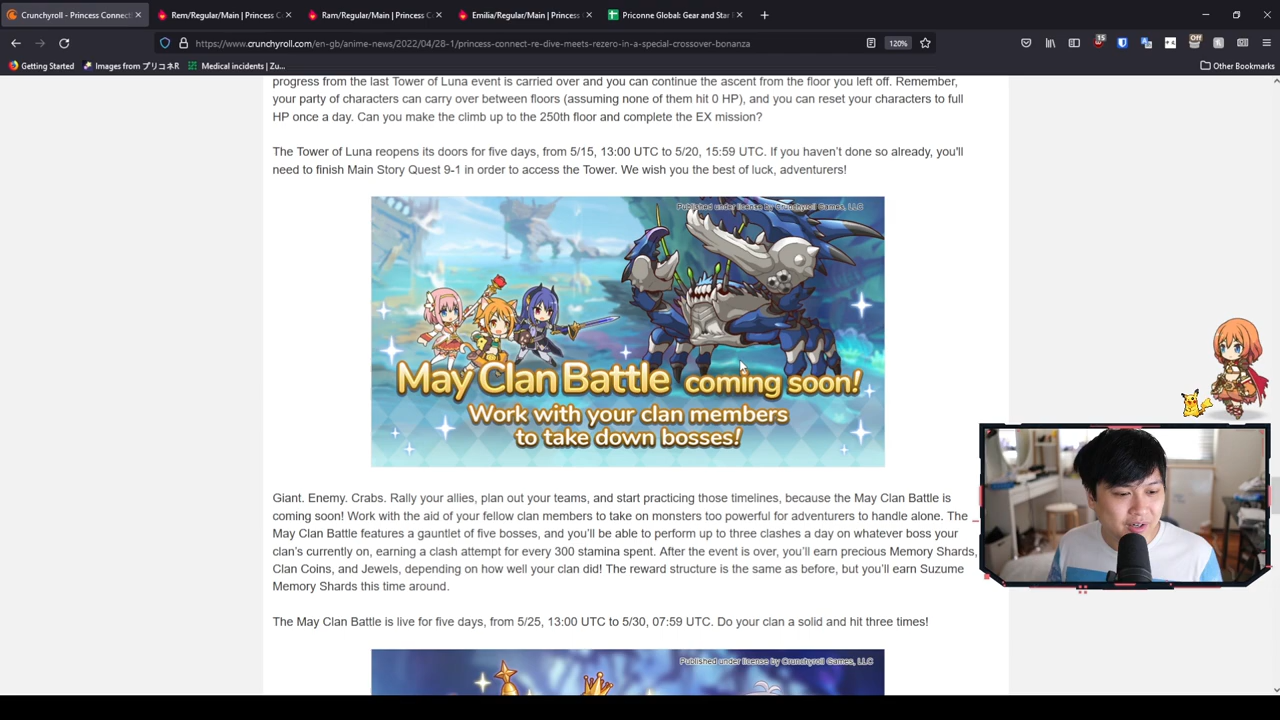 Crunchyroll - Princess Connect!
Rem/Regular/Main | Princess C
Ram/Regular/Main | Princess C
Emilia/Regular/Main | Princess
Priconne Global: Gear and Star
https://www.crunchyroll.com/en-gb/anime-news/2022/04/28-1/princess-connect-re-dive-meets-rezero-in-a-special-crossover-bonanza
120%
15
Off
Getting Started
Images from プリコネR
Medical incidents | Zu...
Other Bookmarks
progress from the last Tower of Luna event is carried over and you can continue the ascent from the floor you left off. Remember,
your party of characters can carry over between floors (assuming none of them hit 0 HP), and you can reset your characters to full
HP once a day. Can you make the climb up to the 250th floor and complete the EX mission?
The Tower of Luna reopens its doors for five days, from 5/15, 13:00 UTC to 5/20, 15:59 UTC. If you haven't done so already, you'll
need to finish Main Story Quest 9-1 in order to access the Tower. We wish you the best of luck, adventurers!
Published under license by Crunchyroll Games, LLC
May Clan Battle coming soon!
Work with your clan members
to take down bosses!
Giant. Enemy. Crabs. Rally your allies, plan out your teams, and start practicing those timelines, because the May Clan Battle is
coming soon! Work with the aid of your fellow clan members to take on monsters too powerful for adventurers to handle alone. The
May Clan Battle features a gauntlet of five bosses, and you'll be able to perform up to three clashes a day on whatever boss your
clan's currently on, earning a clash attempt for every 300 stamina spent. After the event is over, you'll earn precious Memory Shards,
Clan Coins, and Jewels, depending on how well your clan did! The reward structure is the same as before, but you'll earn Suzume
Memory Shards this time around.
The May Clan Battle is live for five days, from 5/25, 13:00 UTC to 5/30, 07:59 UTC. Do your clan a solid and hit three times!
Published under license by Crunchyroll Games, LLC